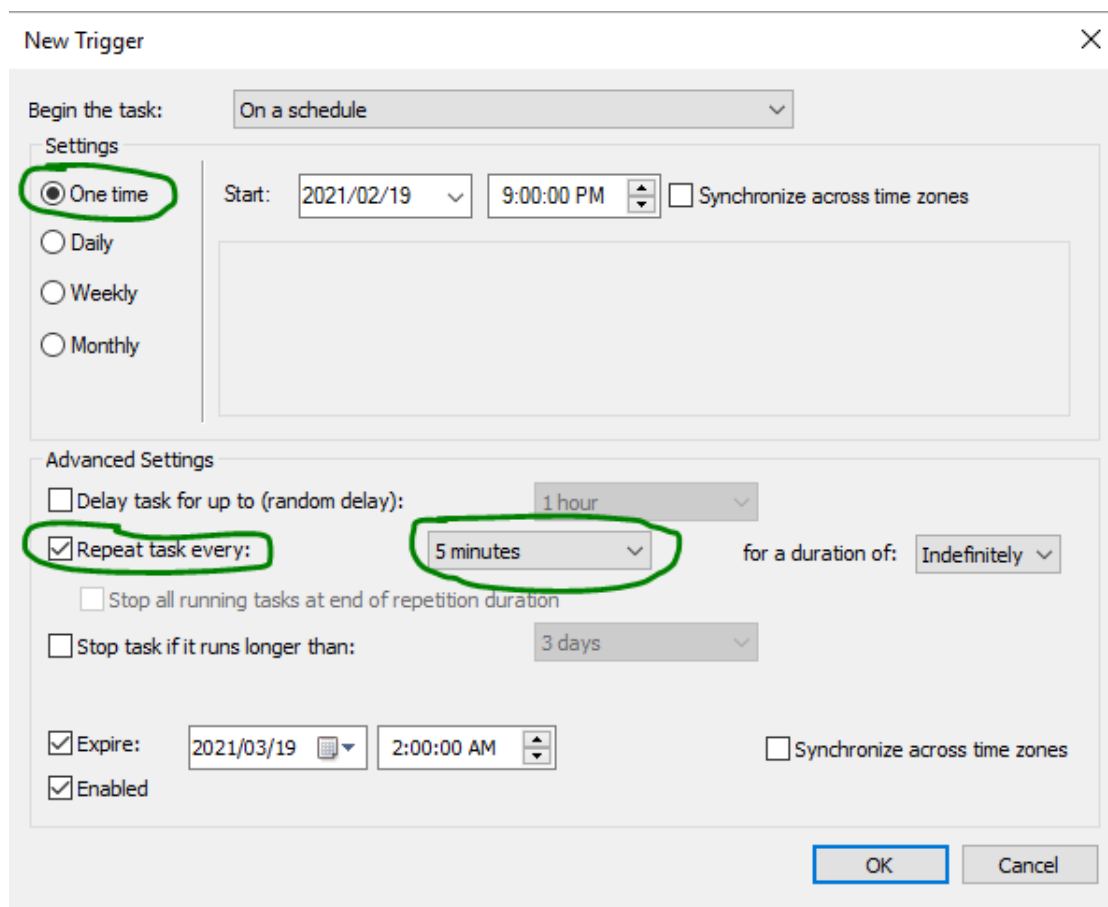 New Trigger
Begin the task: On a schedule
Settings
One time Start: 2021/02/19 9:00:00 PM Synchronize across time zones
Daily
Weekly
Monthly
Advanced Settings
Delay task for up to (random delay): 1 hour
Repeat task every: 5 minutes for a duration of: Indefinitely
Stop all running tasks at end of repetition duration
Stop task if it runs longer than: 3 days
Expire: 2021/03/19 2:00:00 AM Synchronize across time zones
Enabled
OK Cancel